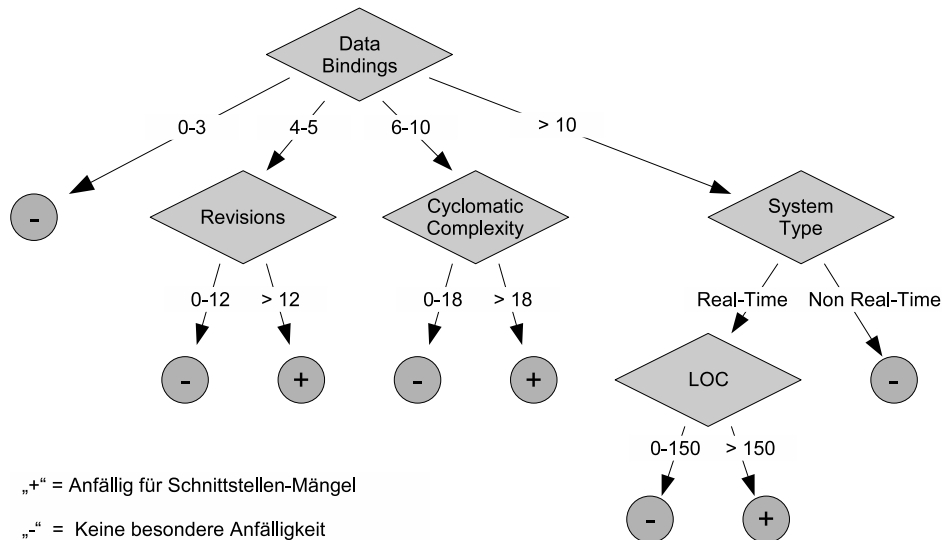 Data
Bindings
0-3
4-5
6-10
> 10
-
Revisions
Cyclomatic
Complexity
System
Type
0-12
> 12
0-18
> 18
Real-Time
Non Real-Time
-
+
-
+
LOC
-
0-150
> 150
-
+
„+“ = Anfällig für Schnittstellen-Mängel
„-“ = Keine besondere Anfälligkeit